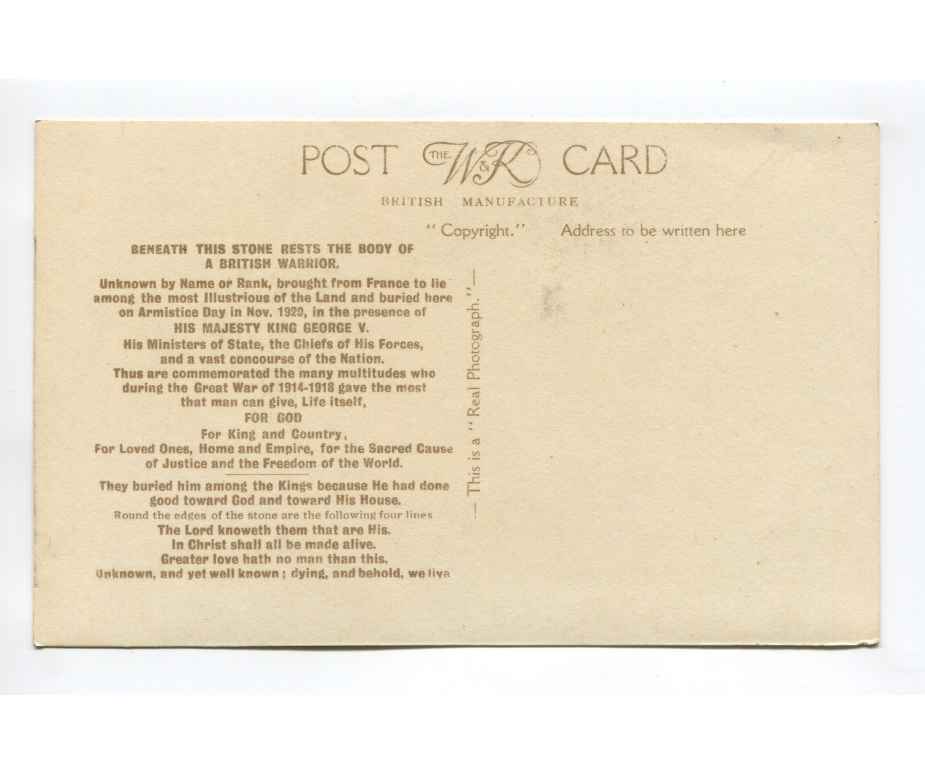 POST THE W&K CARD
BRITISH MANUFACTURE
"Copyright." Address to be written here
BENEATH THIS STONE RESTS THE BODY OF
A BRITISH WARRIOR.
Unknown by Name or Rank, brought from France to lie
among the most Illustrious of the Land and buried here
on Armistice Day in Nov. 1920, in the presence of
HIS MAJESTY KING GEORGE V.
His Ministers of State, the Chiefs of His Forces,
and a vast concourse of the Nation.
Thus are commemorated the many multitudes who
during the Great War of 1914-1918 gave the most
that man can give, Life itself,
FOR GOD
For King and Country,
For Loved Ones, Home and Empire, for the Sacred Cause
of Justice and the Freedom of the World.
They buried him among the Kings because He had done
good toward God and toward His House.
Round the edges of the stone are the following four lines
The Lord knoweth them that are His.
In Christ shall all be made alive.
Greater love hath no man than this.
Unknown, and yet well known; dying, and behold, we live
— This is a "Real Photograph." —